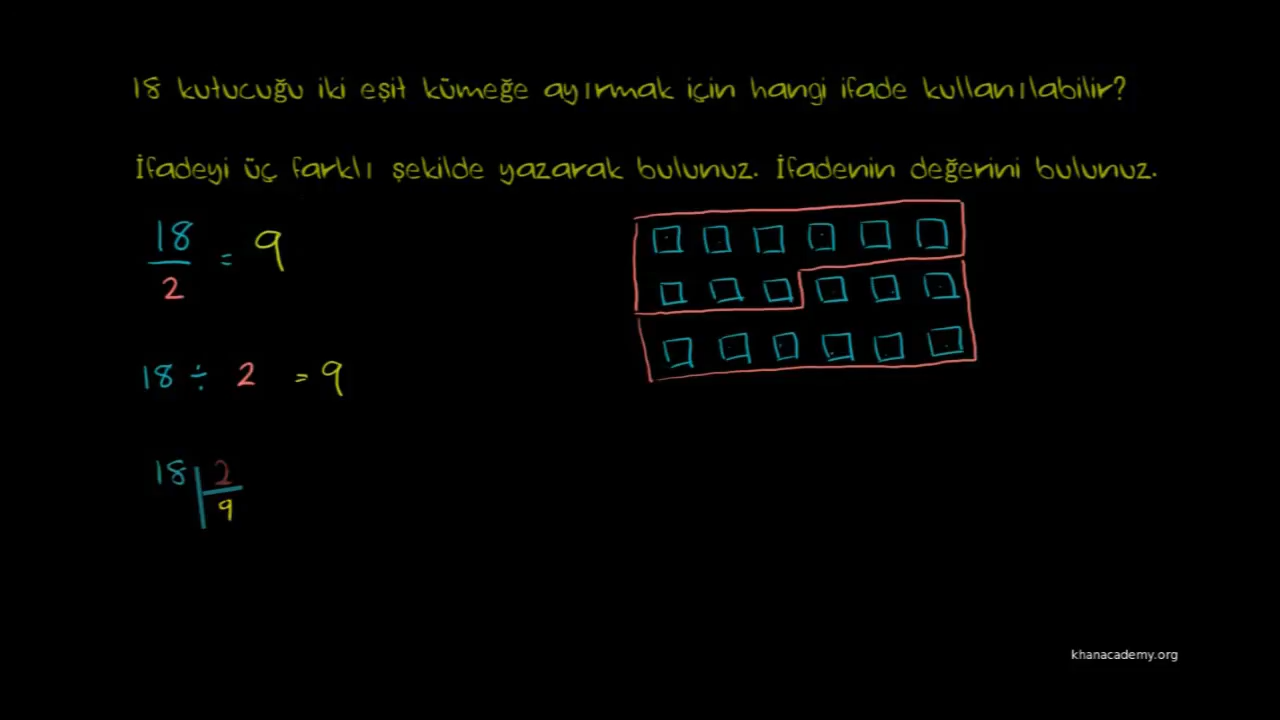 18 kutucuğu iki eşit kümeğe ayırmak için hangi ifade kullanılabilir?
İfadeyi üç farklı şekilde yazarak bulunuz. İfadenin değerini bulunuz.
18/2 = 9
18 ÷ 2 = 9
18 | 2
9
khanacademy.org